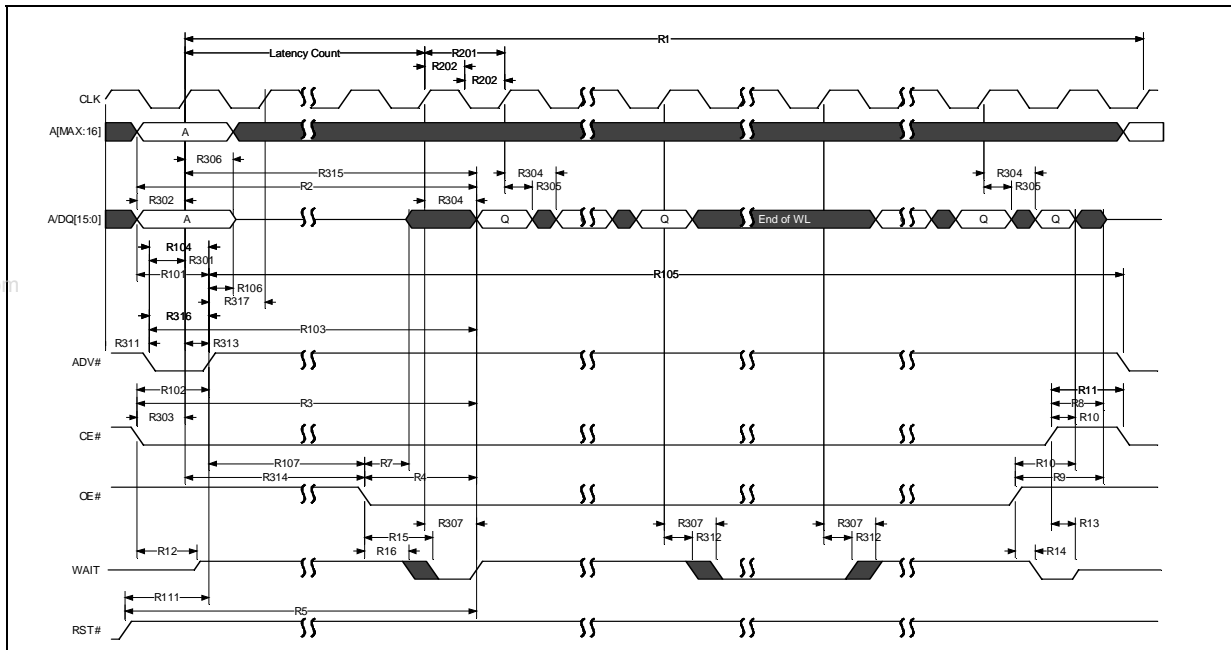 R1
Latency Count
R201
R202
R202
CLK
A[MAX:16]
A
R306
R304
R305
R304
R305
R315
R2
R302
R304
A/DQ[15:0]
A
Q
Q
End of WL
Q
Q
R104
R301
R101
R105
R106
R317
R316
R103
R311
R313
ADV#
R102
R11
R3
R8
R303
R10
CE#
R107
R7
R10
R314
R4
R9
OE#
R307
R307
R307
R13
R15
R312
R312
R12
R16
R14
WAIT
R111
R5
RST#